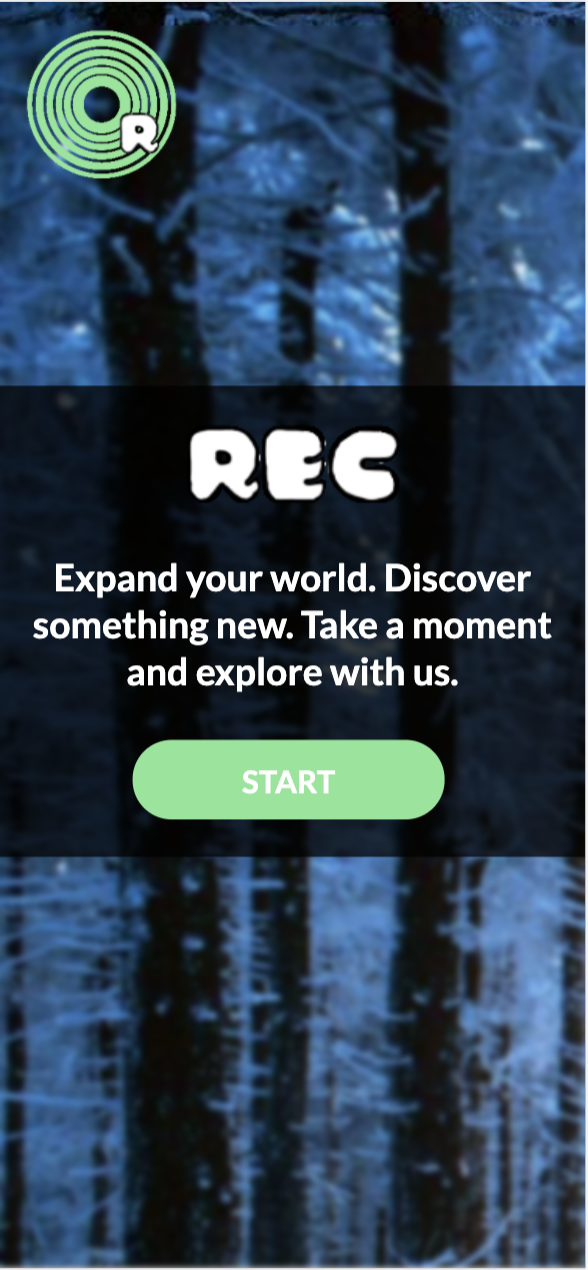 R
REC
Expand your world. Discover
something new. Take a moment
and explore with us.
START